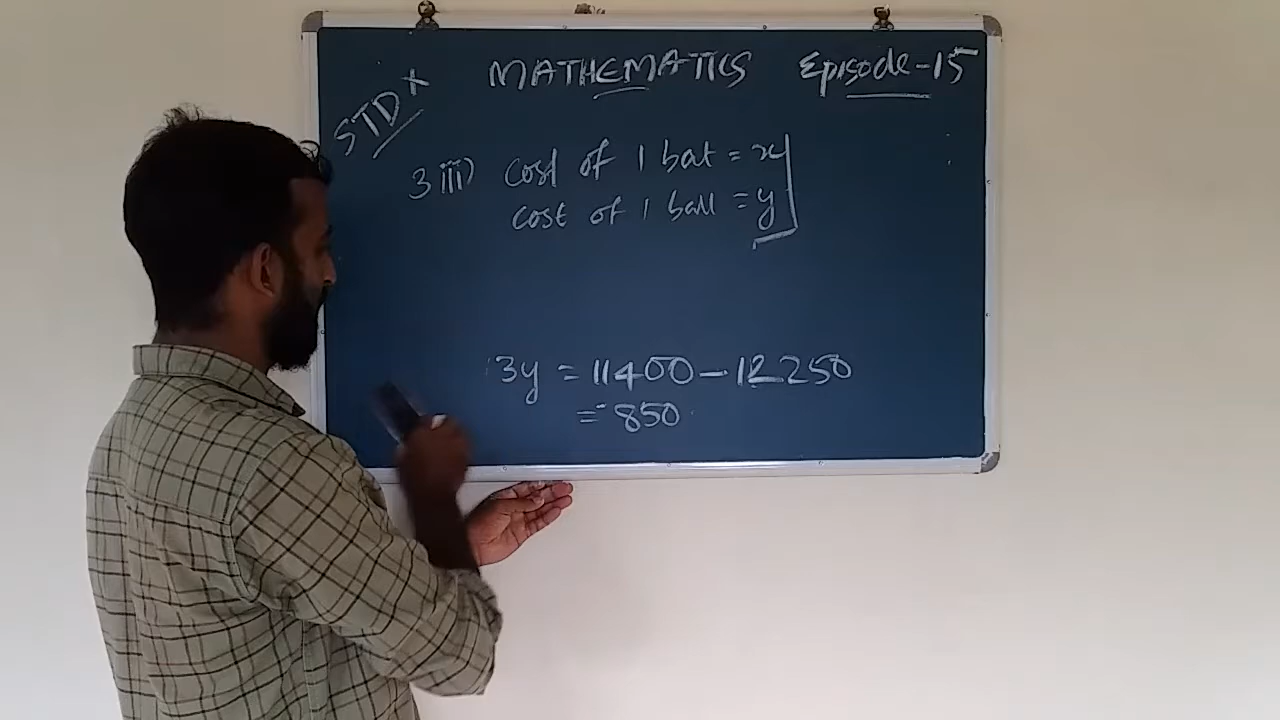 MATHEMATICS Episode-15
STD X
3 iii) cost of 1 bat = x
cost of 1 ball = y
3y = 11400 - 12250
= -850